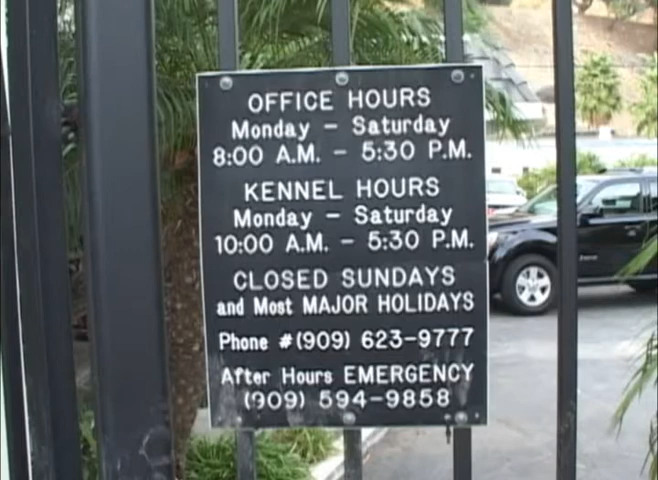 OFFICE HOURS
Monday - Saturday
8:00 A.M. - 5:30 P.M.
KENNEL HOURS
Monday - Saturday
10:00 A.M. - 5:30 P.M.
CLOSED SUNDAYS
and Most MAJOR HOLIDAYS
Phone #(909) 623-9777
After Hours EMERGENCY
(909) 594-9858